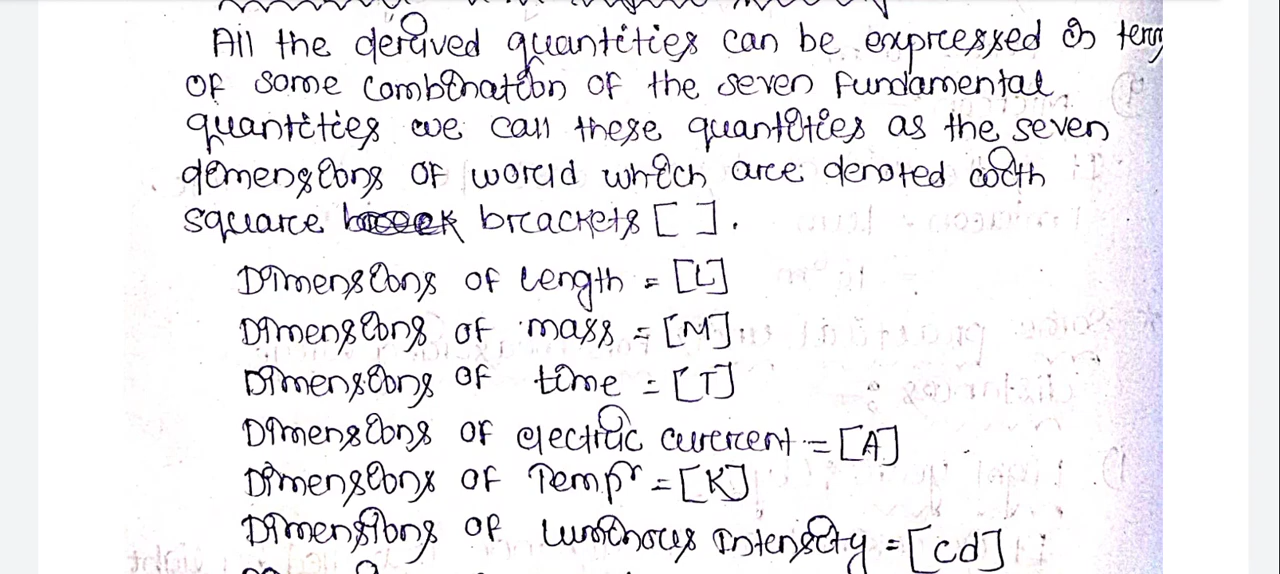 All the derived quantities can be expressed in term
of some combination of the seven fundamental
quantities we call these quantities as the seven
dimensions of world which are denoted with
square brackets [ ].
Dimensions of length = [L]
Dimensions of mass = [M].
Dimensions of time = [T]
Dimensions of electric current = [A]
Dimensions of Tempr = [K]
Dimensions of Luminous Intensity = [cd]